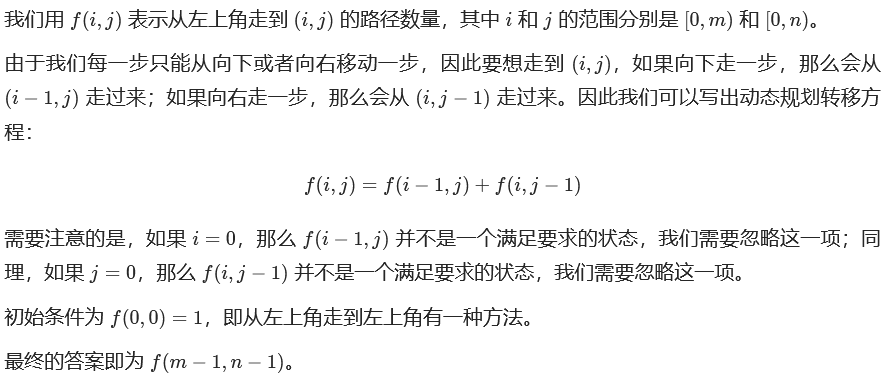 我们用 f(i, j) 表示从左上角走到 (i, j) 的路径数量，其中 i 和 j 的范围分别是 [0, m) 和 [0, n)。
由于我们每一步只能从向下或者向右移动一步，因此要想走到 (i, j)，如果向下走一步，那么会从
(i − 1, j) 走过来；如果向右走一步，那么会从 (i, j − 1) 走过来。因此我们可以写出动态规划转移方
程：
f(i, j) = f(i − 1, j) + f(i, j − 1)
需要注意的是，如果 i = 0，那么 f(i − 1, j) 并不是一个满足要求的状态，我们需要忽略这一项；同
理，如果 j = 0，那么 f(i, j − 1) 并不是一个满足要求的状态，我们需要忽略这一项。
初始条件为 f(0, 0) = 1，即从左上角走到左上角有一种方法。
最终的答案即为 f(m − 1, n − 1)。